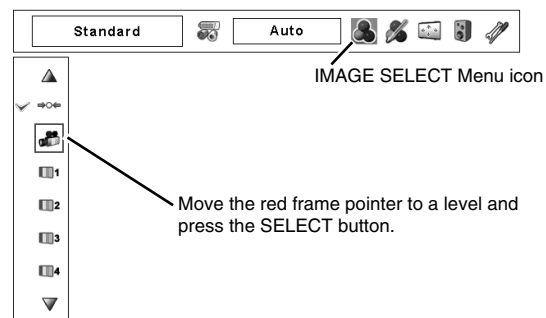 Standard
Auto
IMAGE SELECT Menu icon
1
Move the red frame pointer to a level and
2
press the SELECT button.
3
4